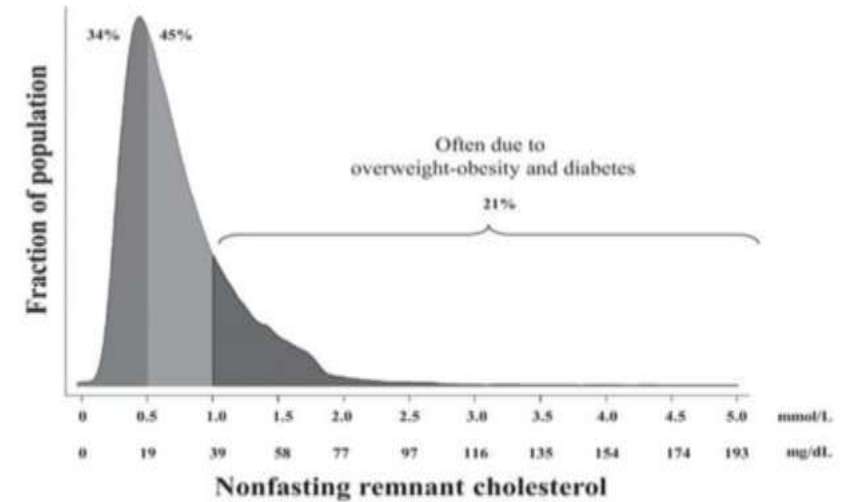 34% 45%
Fraction of population
Often due to
overweight-obesity and diabetes
21%
0 0.5 1.0 1.5 2.0 2.5 3.0 3.5 4.0 4.5 5.0 mmol/L
0 19 39 58 77 97 116 135 154 174 193 mg/dL
Nonfasting remnant cholesterol